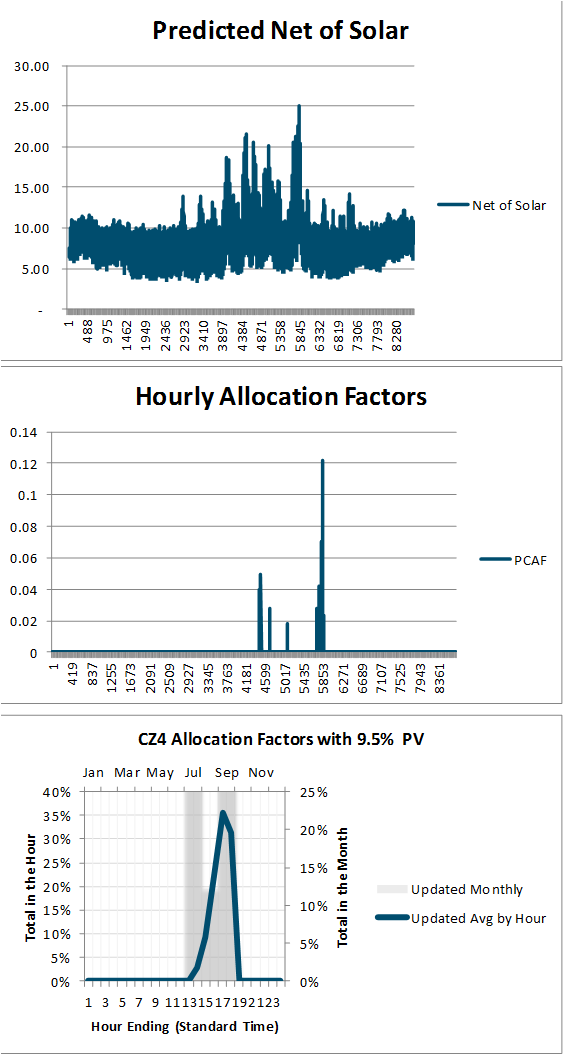 Predicted Net of Solar
30.00
25.00
20.00
15.00
10.00
5.00
-
1 488 975 1462 1949 2436 2923 3410 3897 4384 4871 5358 5845 6332 6819 7306 7793 8280
Net of Solar
Hourly Allocation Factors
0.14
0.12
0.1
0.08
0.06
0.04
0.02
0
1 419 837 1255 1673 2091 2509 2927 3345 3763 4181 4599 5017 5435 5853 6271 6689 7107 7525 7943 8361
PCAF
CZ4 Allocation Factors with 9.5% PV
Jan Mar May Jul Sep Nov
Total in the Hour
40%
35%
30%
25%
20%
15%
10%
5%
0%
25%
20%
15%
10%
5%
0%
Total in the Month
1 3 5 7 9 11 13 15 17 19 21 23
Hour Ending (Standard Time)
Updated Monthly
Updated Avg by Hour